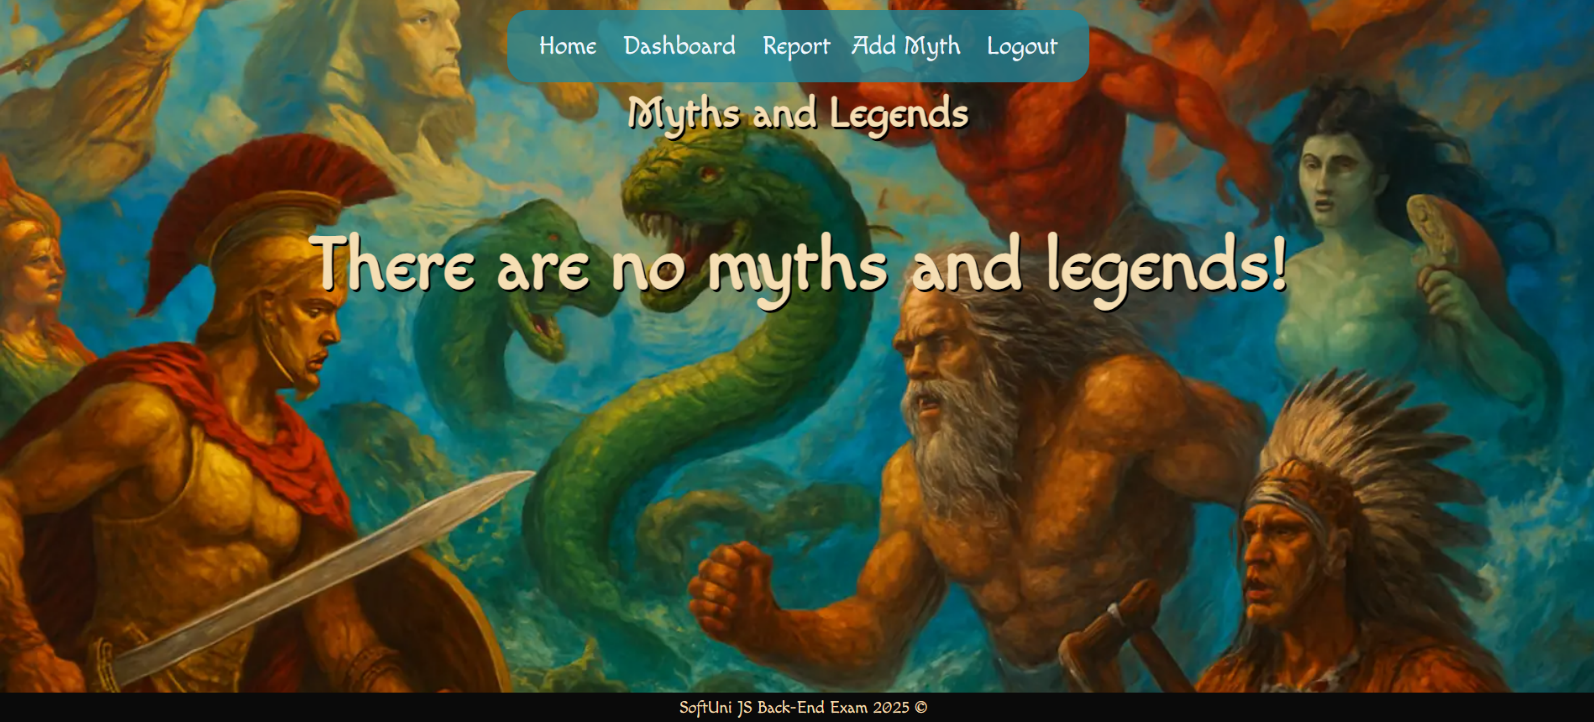 Home Dashboard Report Add Myth Logout
Myths and Legends
There are no myths and legends!
SoftUni JS Back-End Exam 2025 ©